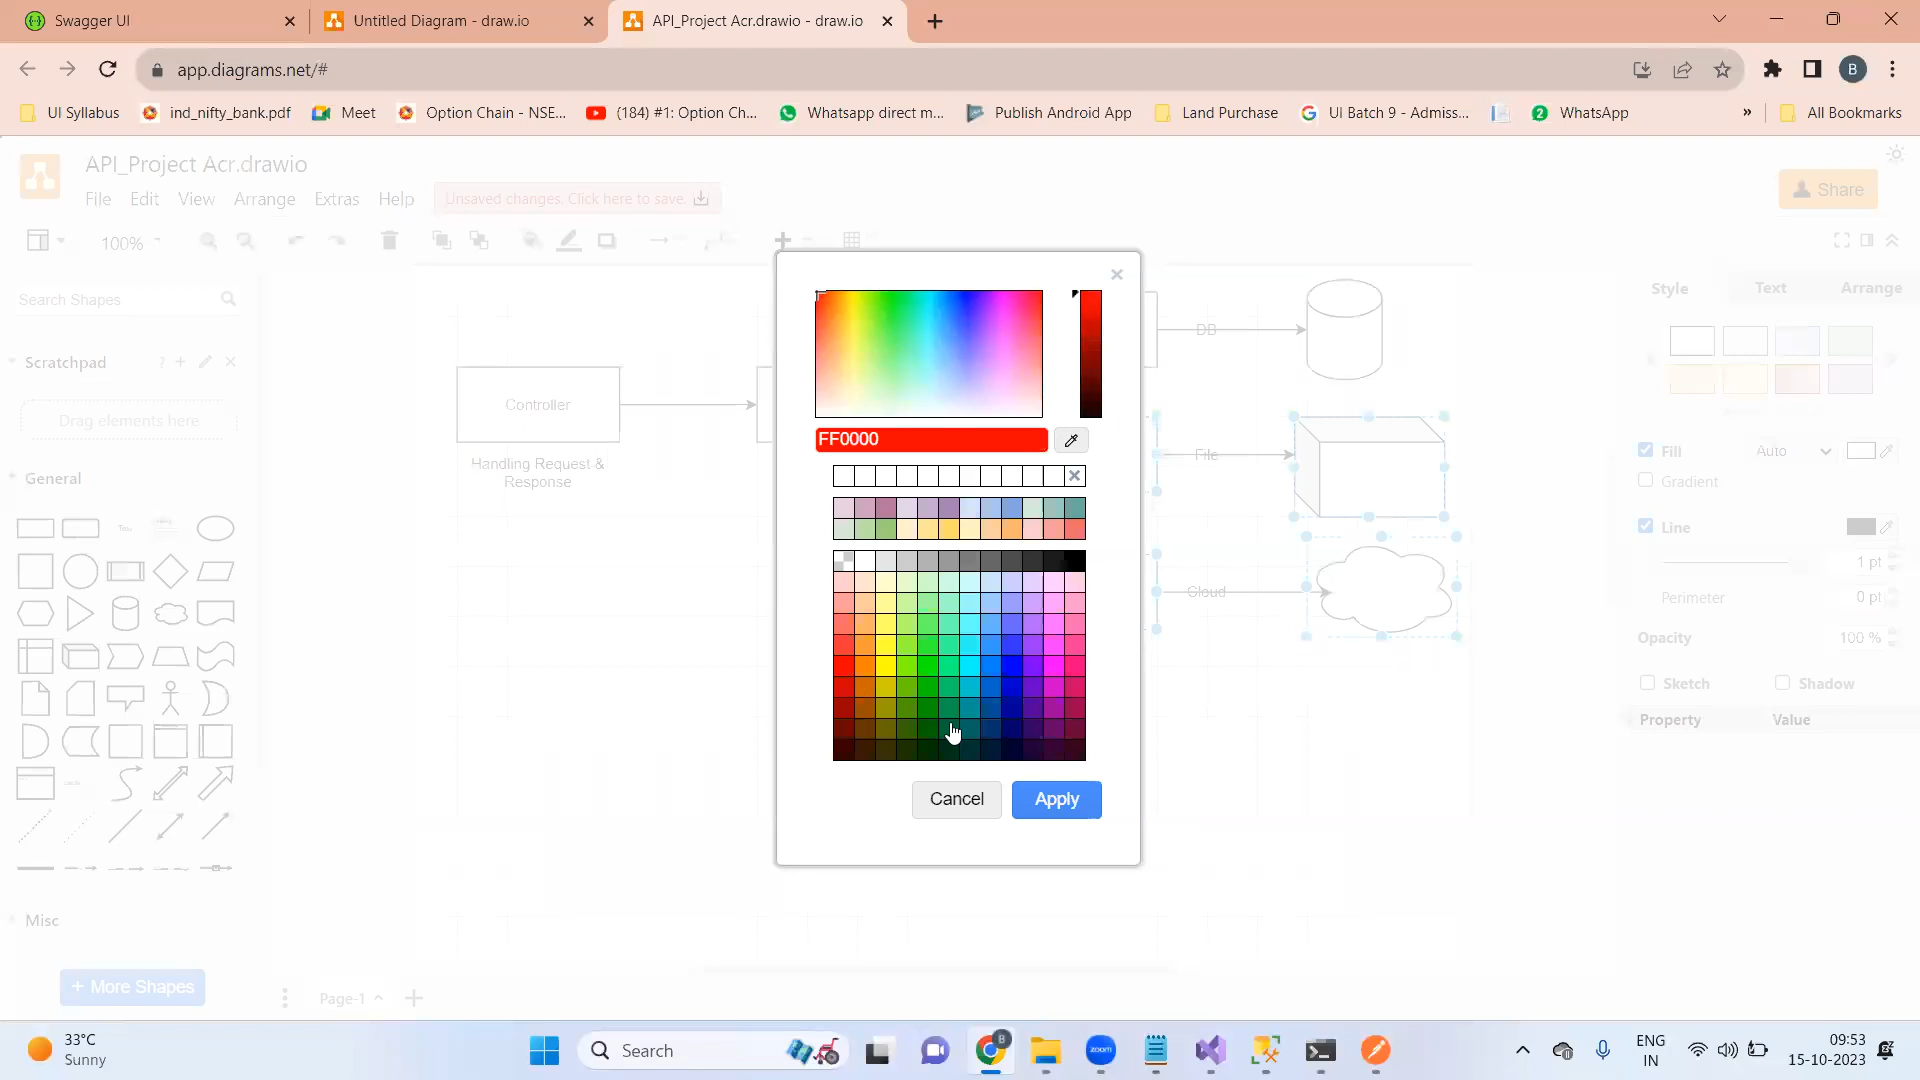 Swagger UI
Untitled Diagram - draw.io
API_Project Acr.drawio - draw.io
app.diagrams.net/#
B
UI Syllabus
ind_nifty_bank.pdf
Meet
Option Chain - NSE...
(184) #1: Option Ch...
Whatsapp direct m...
Publish Android App
Land Purchase
UI Batch 9 - Admiss...
2 WhatsApp
»
All Bookmarks
API_Project Acr.drawio
File Edit View Arrange Extras Help
Unsaved changes. Click here to save.
Share
100%
Search Shapes
Scratchpad
?
Drag elements here
General
Misc
+ More Shapes
Controller
Handling Request &
Response
DB
File
Cloud
FF0000
Cancel
Apply
Style
Text
Arrange
Fill
Auto
Gradient
Line
1 pt
Perimeter
0 pt
Opacity
100 %
Sketch
Shadow
Property
Value
Page-1
33°C
Sunny
Search
zoom
ENG
IN
09:53
15-10-2023